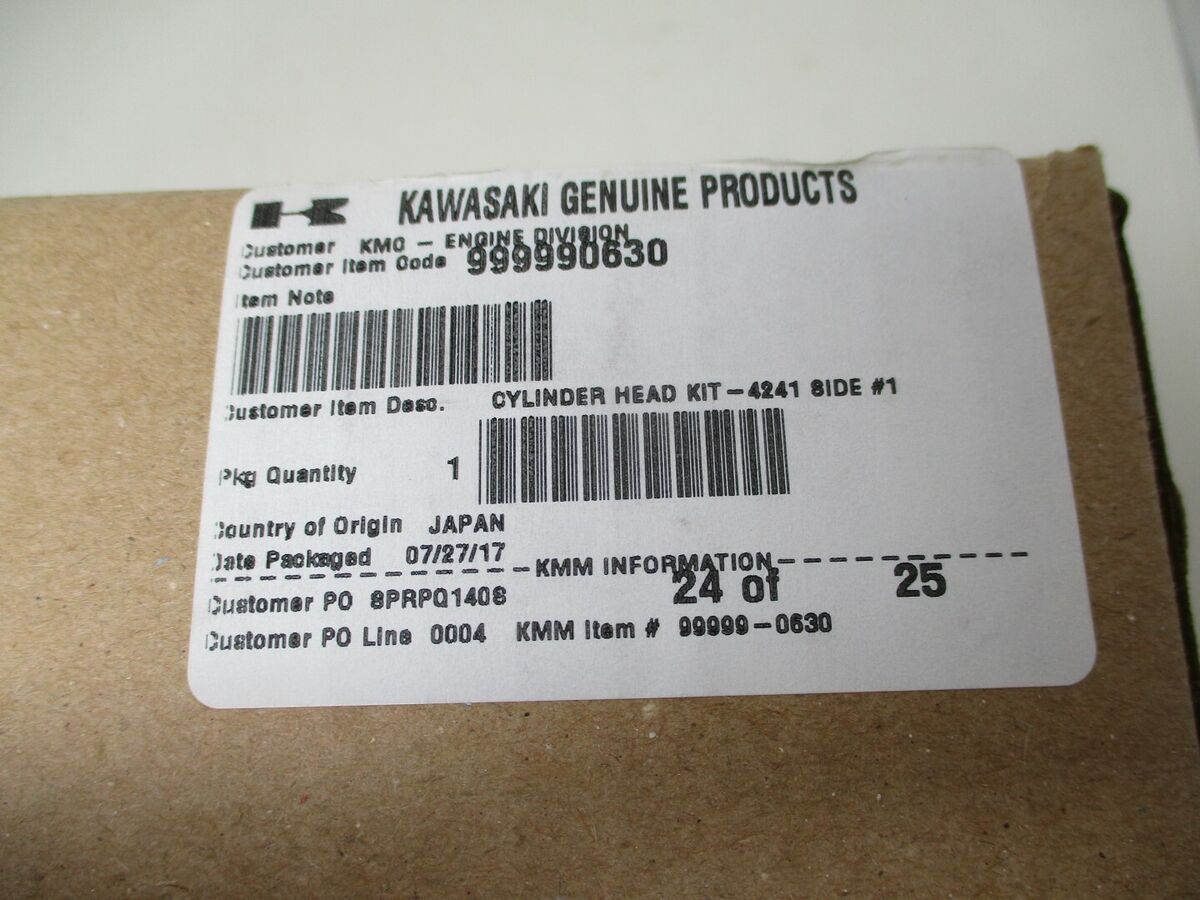 KAWASAKI GENUINE PRODUCTS
Customer KMC - ENGINE DIVISION
Customer Item Code 999990630
Item Note
Customer Item Desc. CYLINDER HEAD KIT-4241 SIDE #1
Pkg Quantity 1
Country of Origin JAPAN
Date Packaged 07/27/17
KMM INFORMATION
24 of 25
Customer PO SPRPQ1408
Customer PO Line 0004 KMM Item # 99999-0630